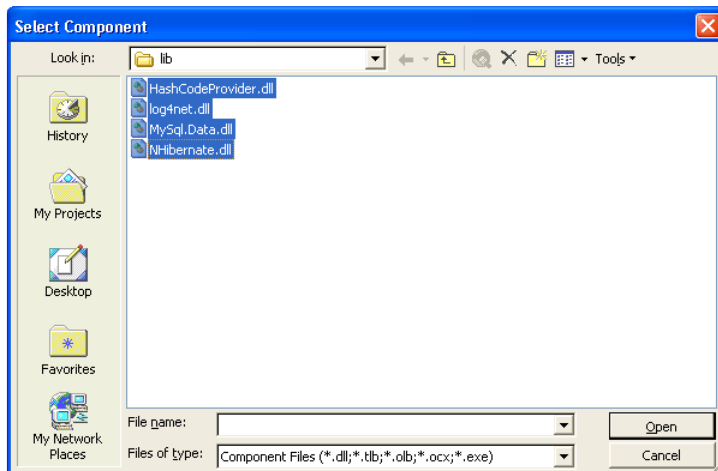 Select Component
Look in:
lib
Tools
HashCodeProvider.dll
log4net.dll
MySql.Data.dll
NHibernate.dll
History
My Projects
Desktop
Favorites
My Network
Places
File name:
Open
Files of type:
Component Files (*.dll;*.tlb;*.olb;*.ocx;*.exe)
Cancel